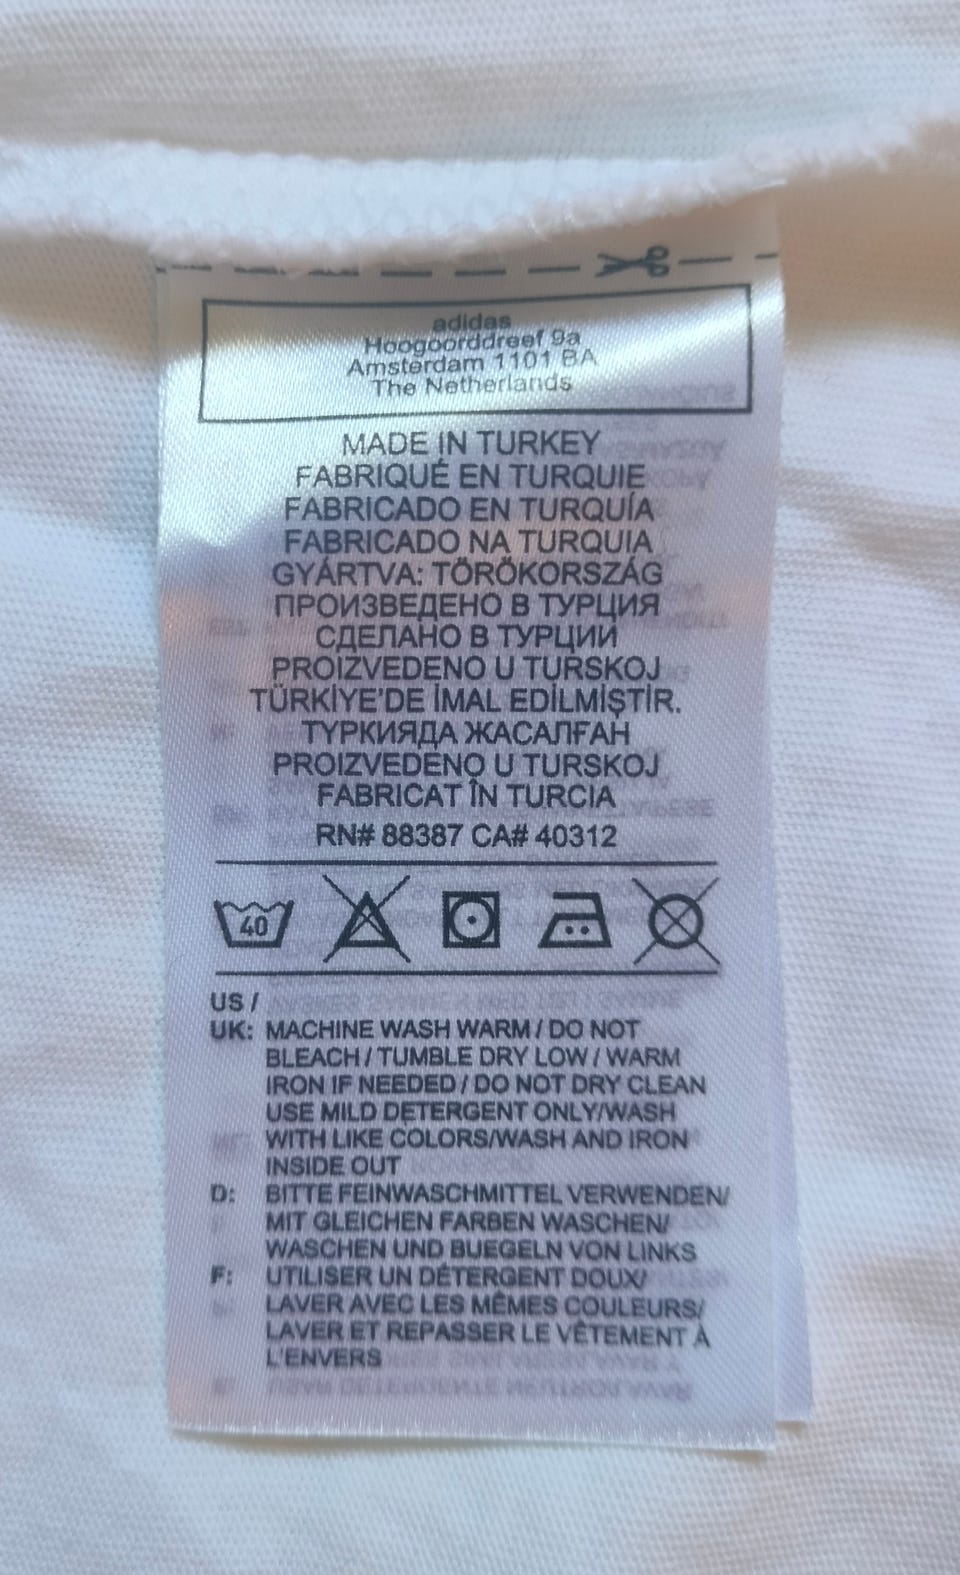 adidas
Hoogoorddreef 9a
Amsterdam 1101 BA
The Netherlands
MADE IN TURKEY
FABRIQUÉ EN TURQUIE
FABRICADO EN TURQUÍA
FABRICADO NA TURQUIA
GYÁRTVA: TÖRÖKORSZÁG
ПРОИЗВЕДЕНО В ТУРЦИЯ
СДЕЛАНО В ТУРЦИИ
PROIZVEDENO U TURSKOJ
TÜRKİYE'DE İMAL EDİLMİŞTİR.
ТУРКИЯДА ЖАСАЛҒАН
PROIZVEDENO U TURSKOJ
FABRICAT ÎN TURCIA
RN# 88387 CA# 40312
40
US /
UK: MACHINE WASH WARM / DO NOT
BLEACH / TUMBLE DRY LOW / WARM
IRON IF NEEDED / DO NOT DRY CLEAN
USE MILD DETERGENT ONLY/WASH
WITH LIKE COLORS/WASH AND IRON
INSIDE OUT
D: BITTE FEINWASCHMITTEL VERWENDEN/
MIT GLEICHEN FARBEN WASCHEN/
WASCHEN UND BUEGELN VON LINKS
F: UTILISER UN DÉTERGENT DOUX/
LAVER AVEC LES MÊMES COULEURS/
LAVER ET REPASSER LE VÊTEMENT À
L'ENVERS